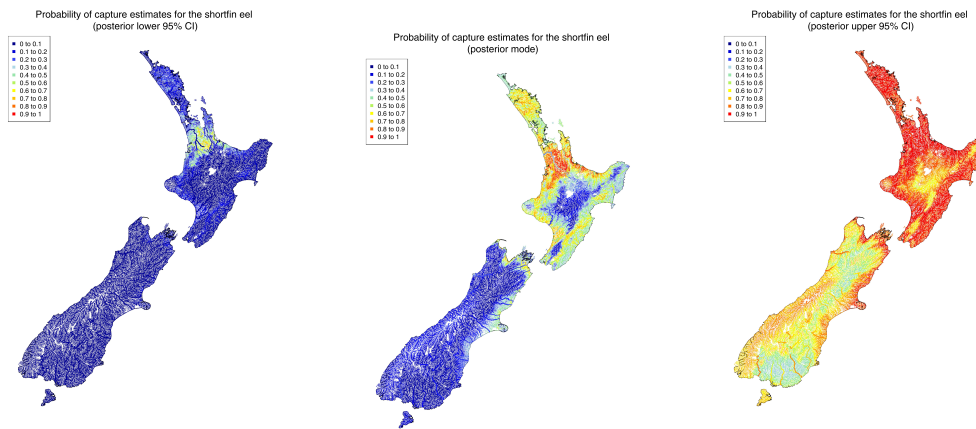 Probability of capture estimates for the shortfin eel
(posterior lower 95% CI)
0 to 0.1
0.1 to 0.2
0.2 to 0.3
0.3 to 0.4
0.4 to 0.5
0.5 to 0.6
0.6 to 0.7
0.7 to 0.8
0.8 to 0.9
0.9 to 1
Probability of capture estimates for the shortfin eel
(posterior mode)
0 to 0.1
0.1 to 0.2
0.2 to 0.3
0.3 to 0.4
0.4 to 0.5
0.5 to 0.6
0.6 to 0.7
0.7 to 0.8
0.8 to 0.9
0.9 to 1
Probability of capture estimates for the shortfin eel
(posterior upper 95% CI)
0 to 0.1
0.1 to 0.2
0.2 to 0.3
0.3 to 0.4
0.4 to 0.5
0.5 to 0.6
0.6 to 0.7
0.7 to 0.8
0.8 to 0.9
0.9 to 1